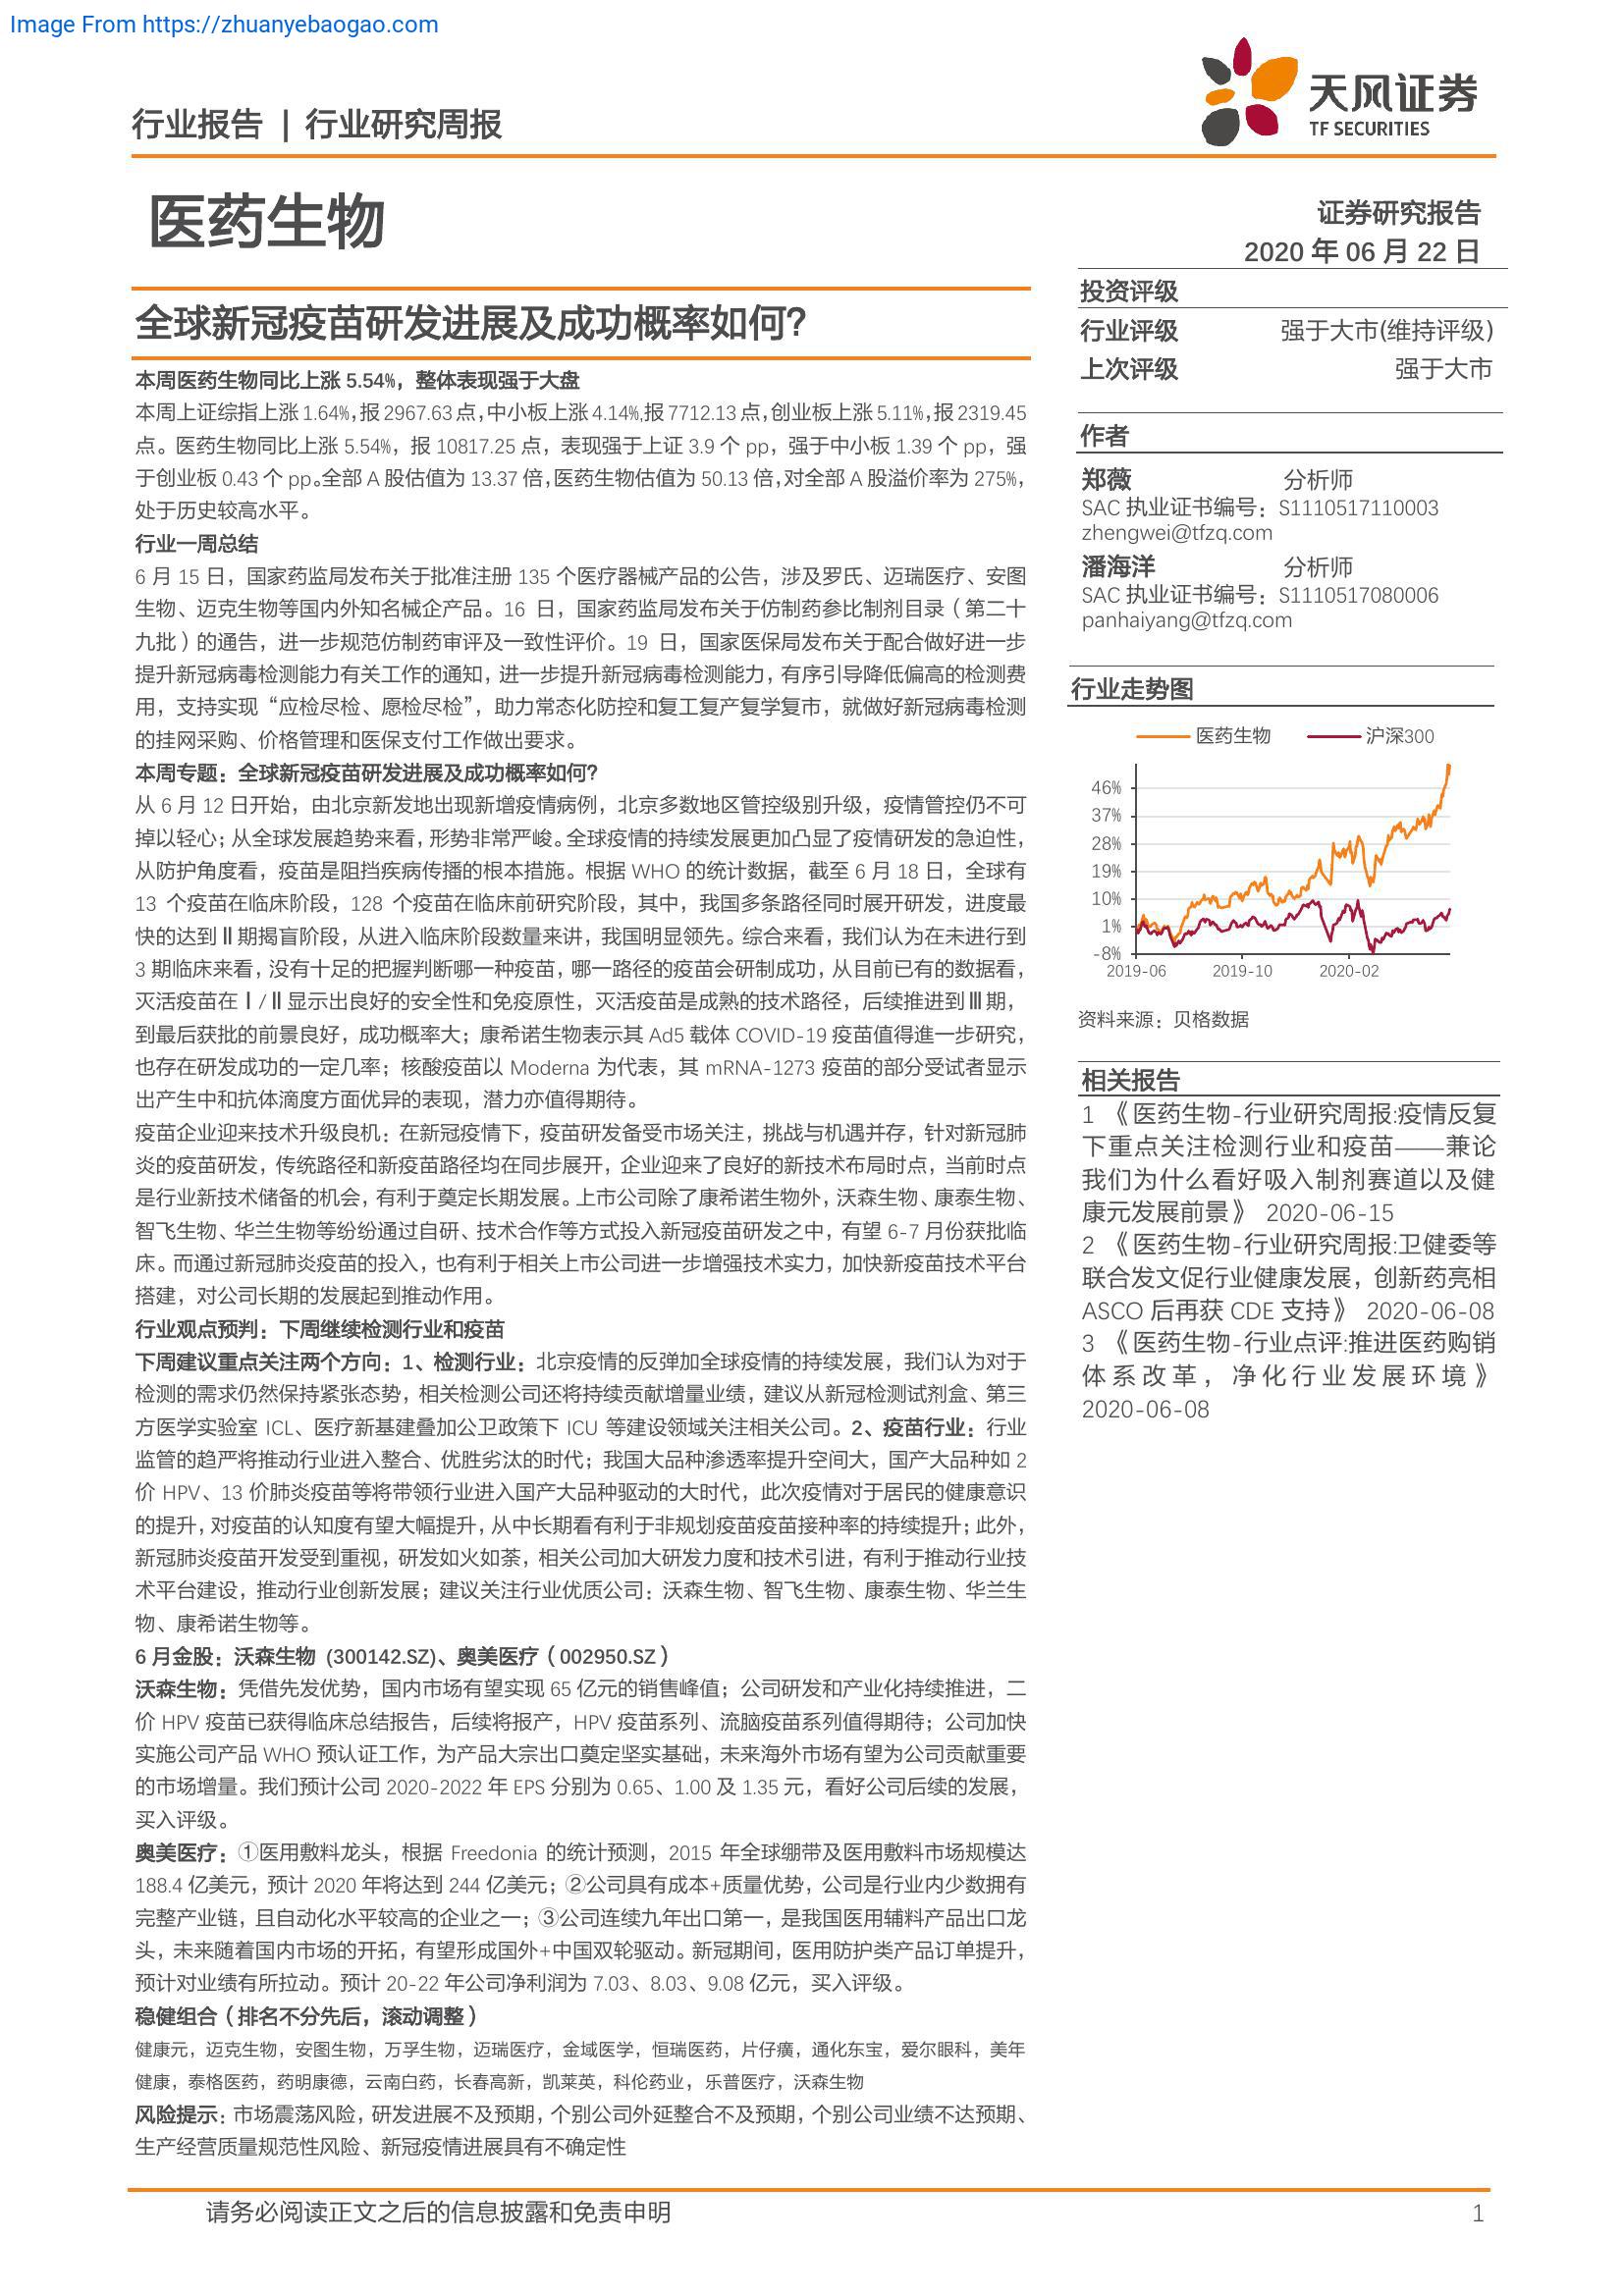 Image From https://zhuanyebaogao.com
行业报告 | 行业研究周报
天风证券
TF SECURITIES
医药生物
证券研究报告
2020 年 06 月 22 日
全球新冠疫苗研发进展及成功概率如何？
本周医药生物同比上涨 5.54%，整体表现强于大盘
本周上证综指上涨 1.64%，报 2967.63 点，中小板上涨 4.14%,报 7712.13 点，创业板上涨 5.11%，报 2319.45
点。医药生物同比上涨 5.54%，报 10817.25 点，表现强于上证 3.9 个 pp，强于中小板 1.39 个 pp，强
于创业板 0.43 个 pp。全部 A 股估值为 13.37 倍，医药生物估值为 50.13 倍，对全部 A 股溢价率为 275%，
处于历史较高水平。
行业一周总结
6 月 15 日，国家药监局发布关于批准注册 135 个医疗器械产品的公告，涉及罗氏、迈瑞医疗、安图
生物、迈克生物等国内外知名械企产品。16 日，国家药监局发布关于仿制药参比制剂目录（第二十
九批）的通告，进一步规范仿制药审评及一致性评价。19 日，国家医保局发布关于配合做好进一步
提升新冠病毒检测能力有关工作的通知，进一步提升新冠病毒检测能力，有序引导降低偏高的检测费
用，支持实现“应检尽检、愿检尽检”，助力常态化防控和复工复产复学复市，就做好新冠病毒检测
的挂网采购、价格管理和医保支付工作做出要求。
本周专题：全球新冠疫苗研发进展及成功概率如何？
从 6 月 12 日开始，由北京新发地出现新增疫情病例，北京多数地区管控级别升级，疫情管控仍不可
掉以轻心；从全球发展趋势来看，形势非常严峻。全球疫情的持续发展更加凸显了疫情研发的急迫性，
从防护角度看，疫苗是阻挡疾病传播的根本措施。根据 WHO 的统计数据，截至 6 月 18 日，全球有
13 个疫苗在临床阶段，128 个疫苗在临床前研究阶段，其中，我国多条路径同时展开研发，进度最
快的达到Ⅱ期揭盲阶段，从进入临床阶段数量来讲，我国明显领先。综合来看，我们认为在未进行到
3 期临床来看，没有十足的把握判断哪一种疫苗，哪一路径的疫苗会研制成功，从目前已有的数据看，
灭活疫苗在Ⅰ/Ⅱ显示出良好的安全性和免疫原性，灭活疫苗是成熟的技术路径，后续推进到Ⅲ期，
到最后获批的前景良好，成功概率大；康希诺生物表示其 Ad5 载体 COVID-19 疫苗值得進一步研究，
也存在研发成功的一定几率；核酸疫苗以 Moderna 为代表，其 mRNA-1273 疫苗的部分受试者显示
出产生中和抗体滴度方面优异的表现，潜力亦值得期待。
疫苗企业迎来技术升级良机：在新冠疫情下，疫苗研发备受市场关注，挑战与机遇并存，针对新冠肺
炎的疫苗研发，传统路径和新疫苗路径均在同步展开，企业迎来了良好的新技术布局时点，当前时点
是行业新技术储备的机会，有利于奠定长期发展。上市公司除了康希诺生物外，沃森生物、康泰生物、
智飞生物、华兰生物等纷纷通过自研、技术合作等方式投入新冠疫苗研发之中，有望 6-7 月份获批临
床。而通过新冠肺炎疫苗的投入，也有利于相关上市公司进一步增强技术实力，加快新疫苗技术平台
搭建，对公司长期的发展起到推动作用。
行业观点预判：下周继续检测行业和疫苗
下周建议重点关注两个方向：1、检测行业：北京疫情的反弹加全球疫情的持续发展，我们认为对于
检测的需求仍然保持紧张态势，相关检测公司还将持续贡献增量业绩，建议从新冠检测试剂盒、第三
方医学实验室 ICL、医疗新基建叠加公卫政策下 ICU 等建设领域关注相关公司。2、疫苗行业：行业
监管的趋严将推动行业进入整合、优胜劣汰的时代；我国大品种渗透率提升空间大，国产大品种如 2
价 HPV、13 价肺炎疫苗等将带领行业进入国产大品种驱动的大时代，此次疫情对于居民的健康意识
的提升，对疫苗的认知度有望大幅提升，从中长期看有利于非规划疫苗疫苗接种率的持续提升；此外，
新冠肺炎疫苗开发受到重视，研发如火如荼，相关公司加大研发力度和技术引进，有利于推动行业技
术平台建设，推动行业创新发展；建议关注行业优质公司：沃森生物、智飞生物、康泰生物、华兰生
物、康希诺生物等。
6 月金股：沃森生物 (300142.SZ)、奥美医疗（002950.SZ）
沃森生物：凭借先发优势，国内市场有望实现 65 亿元的销售峰值；公司研发和产业化持续推进，二
价 HPV 疫苗已获得临床总结报告，后续将报产，HPV 疫苗系列、流脑疫苗系列值得期待；公司加快
实施公司产品 WHO 预认证工作，为产品大宗出口奠定坚实基础，未来海外市场有望为公司贡献重要
的市场增量。我们预计公司 2020-2022 年 EPS 分别为 0.65、1.00 及 1.35 元，看好公司后续的发展，
买入评级。
奥美医疗：①医用敷料龙头，根据 Freedonia 的统计预测，2015 年全球绷带及医用敷料市场规模达
188.4 亿美元，预计 2020 年将达到 244 亿美元；②公司具有成本+质量优势，公司是行业内少数拥有
完整产业链，且自动化水平较高的企业之一；③公司连续九年出口第一，是我国医用辅料产品出口龙
头，未来随着国内市场的开拓，有望形成国外+中国双轮驱动。新冠期间，医用防护类产品订单提升，
预计对业绩有所拉动。预计 20-22 年公司净利润为 7.03、8.03、9.08 亿元，买入评级。
稳健组合（排名不分先后，滚动调整）
健康元，迈克生物，安图生物，万孚生物，迈瑞医疗，金域医学，恒瑞医药，片仔癀，通化东宝，爱尔眼科，美年
健康，泰格医药，药明康德，云南白药，长春高新，凯莱英，科伦药业，乐普医疗，沃森生物
风险提示：市场震荡风险，研发进展不及预期，个别公司外延整合不及预期，个别公司业绩不达预期、
生产经营质量规范性风险、新冠疫情进展具有不确定性
投资评级
行业评级 强于大市(维持评级)
上次评级 强于大市
作者
郑薇 分析师
SAC 执业证书编号：S1110517110003
zhengwei@tfzq.com
潘海洋 分析师
SAC 执业证书编号：S1110517080006
panhaiyang@tfzq.com
行业走势图
医药生物 沪深300
46%
37%
28%
19%
10%
1%
-8%
2019-06 2019-10 2020-02
资料来源：贝格数据
相关报告
1 《医药生物-行业研究周报:疫情反复
下重点关注检测行业和疫苗——兼论
我们为什么看好吸入制剂赛道以及健
康元发展前景》 2020-06-15
2 《医药生物-行业研究周报:卫健委等
联合发文促行业健康发展，创新药亮相
ASCO 后再获 CDE 支持》 2020-06-08
3 《医药生物-行业点评:推进医药购销
体系改革，净化行业发展环境》
2020-06-08
请务必阅读正文之后的信息披露和免责申明 1